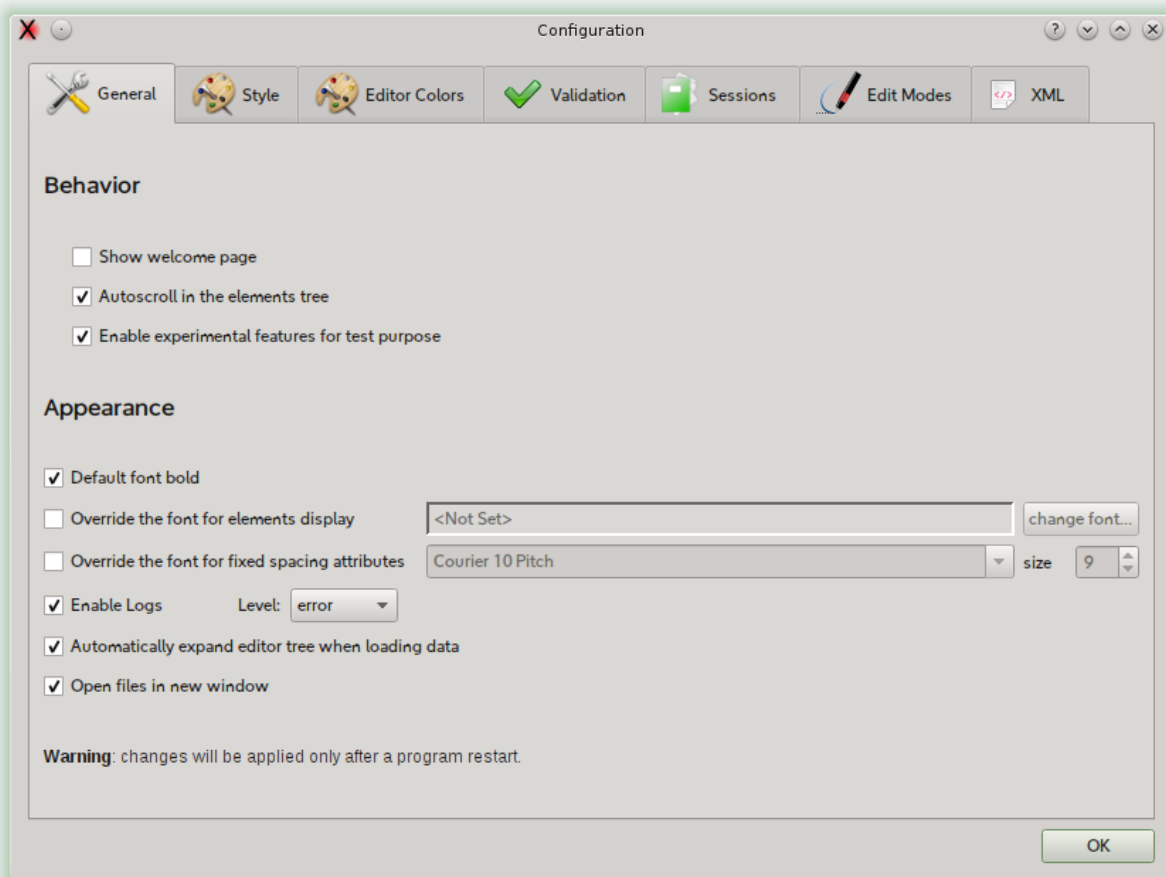 Configuration
General Style Editor Colors Validation Sessions Edit Modes XML
Behavior
Show welcome page
Autoscroll in the elements tree
Enable experimental features for test purpose
Appearance
Default font bold
Override the font for elements display <Not Set> change font...
Override the font for fixed spacing attributes Courier 10 Pitch size 9
Enable Logs Level: error
Automatically expand editor tree when loading data
Open files in new window
Warning: changes will be applied only after a program restart.
OK